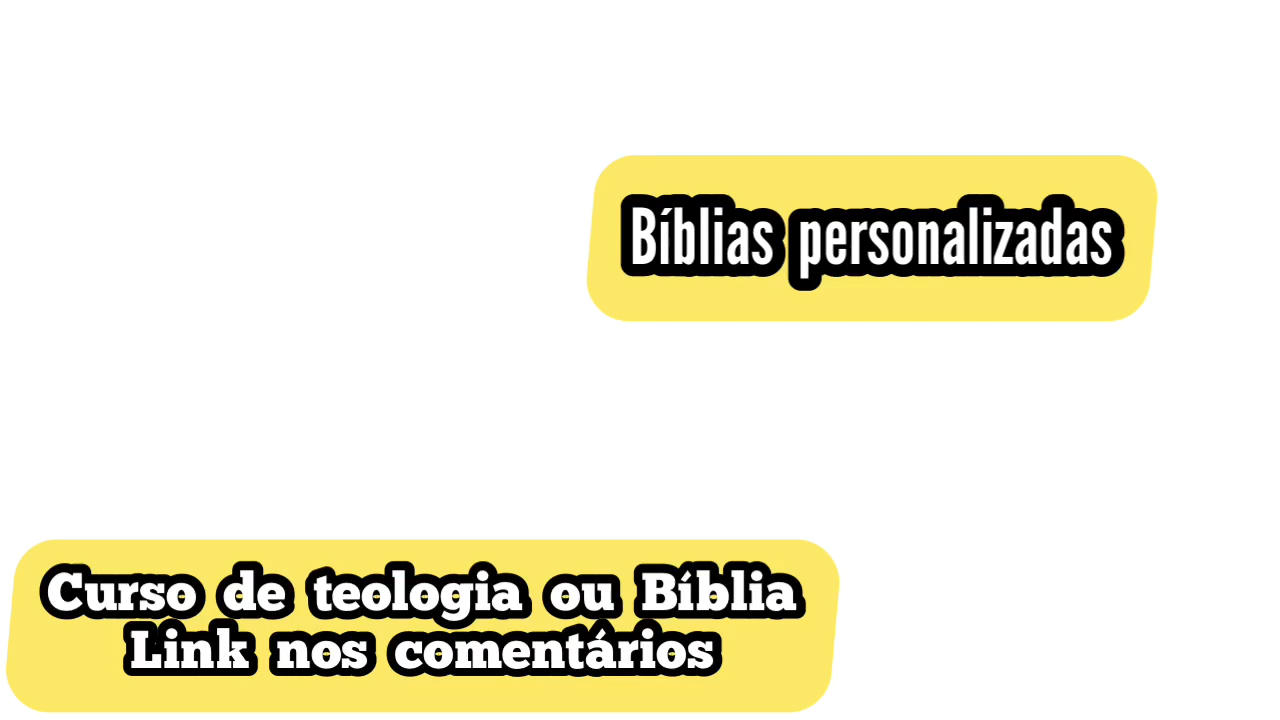 Bíblias personalizadas
Curso de teologia ou Bíblia
Link nos comentários